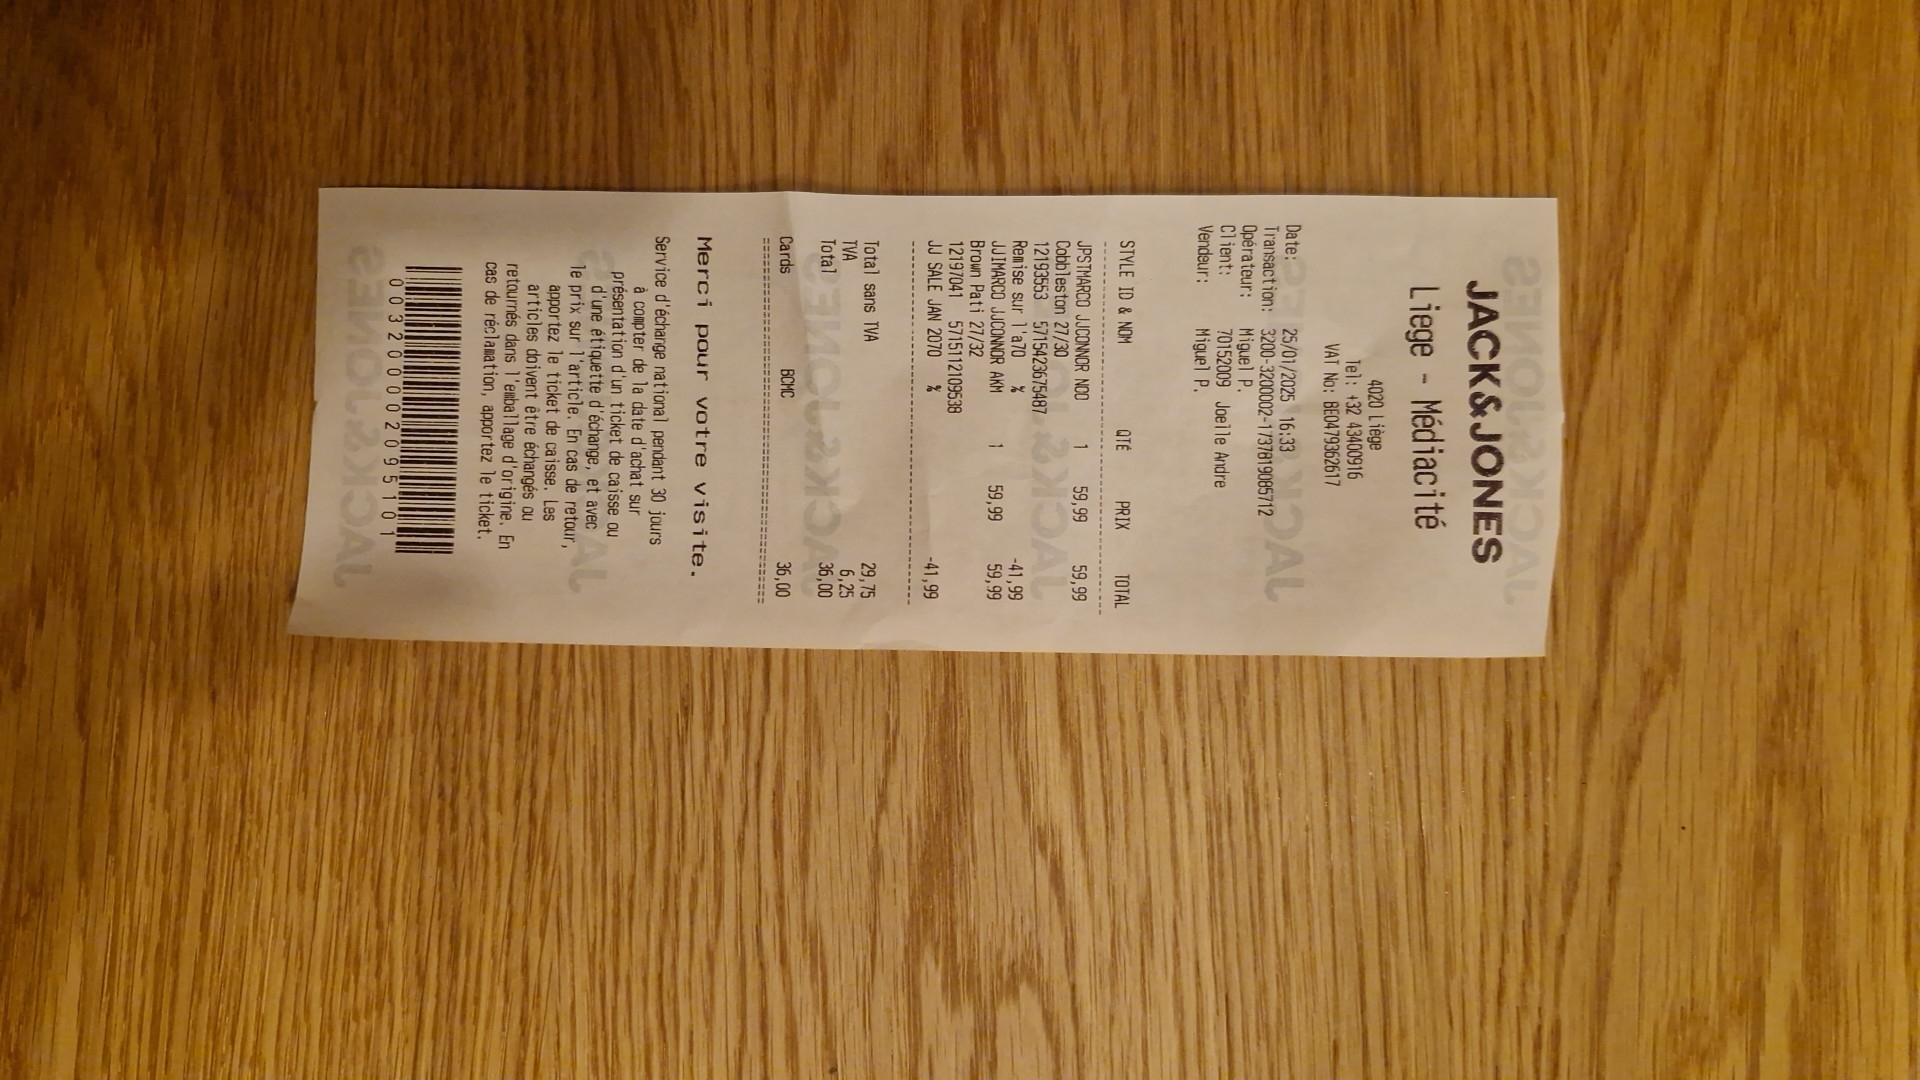 JACK&JONES
Liege - Médiacité
4020 Liège
Tel: +32 43400916
VAT No: BE0479362617
Date: 25/01/2025 16:33
Transaction: 3200-3200002-1737819085712
Opérateur: Miguel P.
Client: 70152009 Joelle Andre
Vendeur: Miguel P.
STYLE ID & NOM QTÉ PRIX TOTAL
JPSTMARCO JJCONNOR NOO 1 59,99 59,99
Cobbleston 27/30
12193553 5715423675487
Remise sur l'a70 % -41,99
JJIMARCO JJCONNOR AKM 1 59,99 59,99
Brown Pati 27/32
12197041 5715112109538
JJ SALE JAN 2070 % -41,99
Total sans TVA 29,75
TVA 6,25
Total 36,00
Cards BCMC 36,00
Merci pour votre visite.
Service d'échange national pendant 30 jours
à compter de la date d'achat sur
présentation d'un ticket de caisse ou
d'une étiquette d'échange, et avec
le prix sur l'article. En cas de retour,
apportez le ticket de caisse. Les
articles doivent être échangés ou
retournés dans l'emballage d'origine. En
cas de réclamation, apportez le ticket.
003200002095101